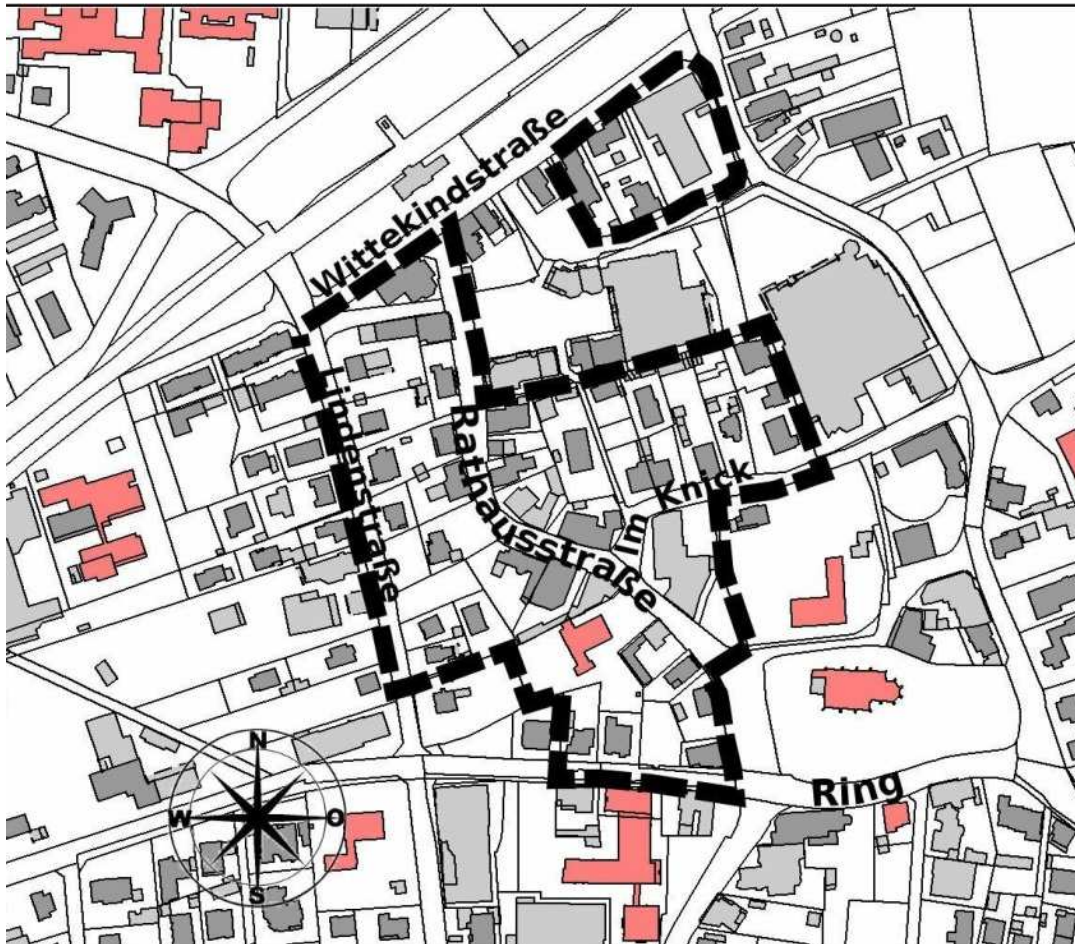 Wittekindstraße
Lindenstraße
Rathausstraße
Im Knick
Ring
N
W
O
S